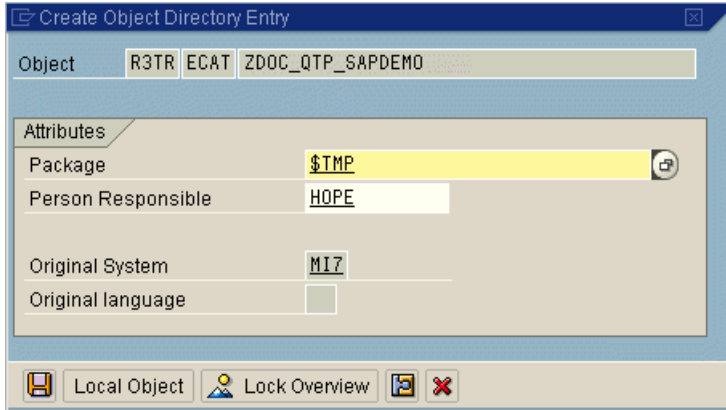 Create Object Directory Entry
Object R3TR ECAT ZDOC_QTP_SAPDEMO
Attributes
Package $TMP
Person Responsible HOPE
Original System MI7
Original language
Local Object Lock Overview